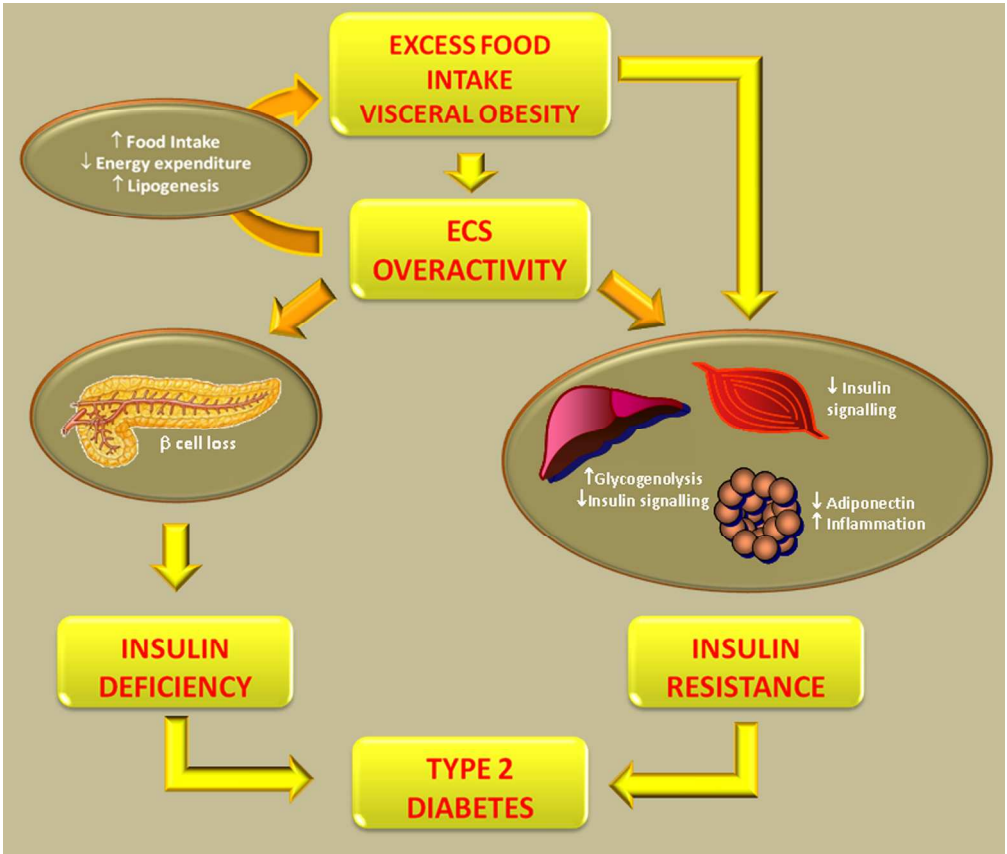 EXCESS FOOD
INTAKE
VISCERAL OBESITY
↑ Food Intake
↓ Energy expenditure
↑ Lipogenesis
ECS
OVERACTIVITY
β cell loss
↓ Insulin
signalling
↑Glycogenolysis
↓Insulin signalling
↓ Adiponectin
↑ Inflammation
INSULIN
DEFICIENCY
INSULIN
RESISTANCE
TYPE 2
DIABETES